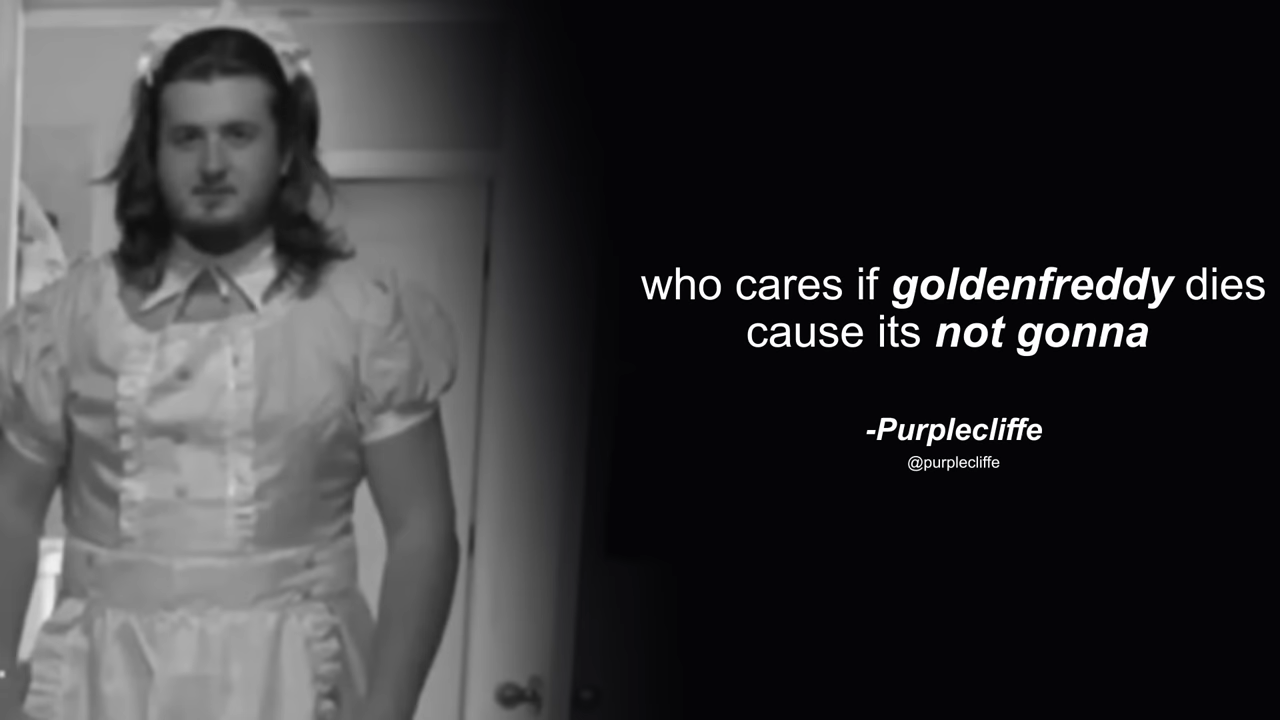 who cares if goldenfreddy dies
cause its not gonna
-Purplecliffe
@purplecliffe